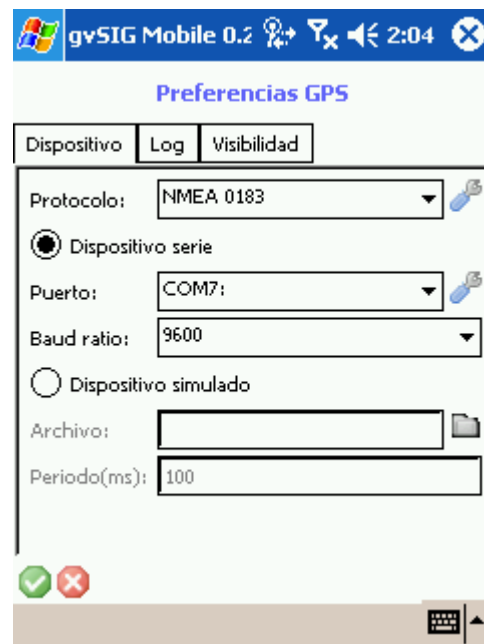 gvSIG Mobile 0.2 2:04
Preferencias GPS
Dispositivo Log Visibilidad
Protocolo: NMEA 0183
Dispositivo serie
Puerto: COM7:
Baud ratio: 9600
Dispositivo simulado
Archivo:
Periodo(ms): 100